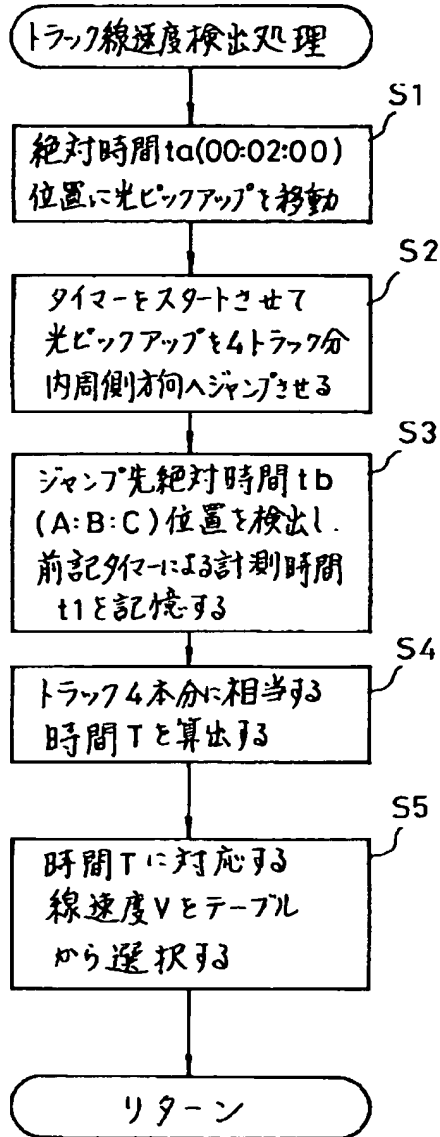 トラック線速度検出処理
S1
絶対時間ta(00:02:00)
位置に光ピックアップを移動
S2
タイマーをスタートさせて
光ピックアップを4トラック分
内周側方向へジャンプさせる
S3
ジャンプ先絶対時間tb
(A:B:C)位置を検出し、
前記タイマーによる計測時間
t1を記憶する
S4
トラック4本分に相当する
時間Tを算出する
S5
時間Tに対応する
線速度Vをテーブル
から選択する
リターン